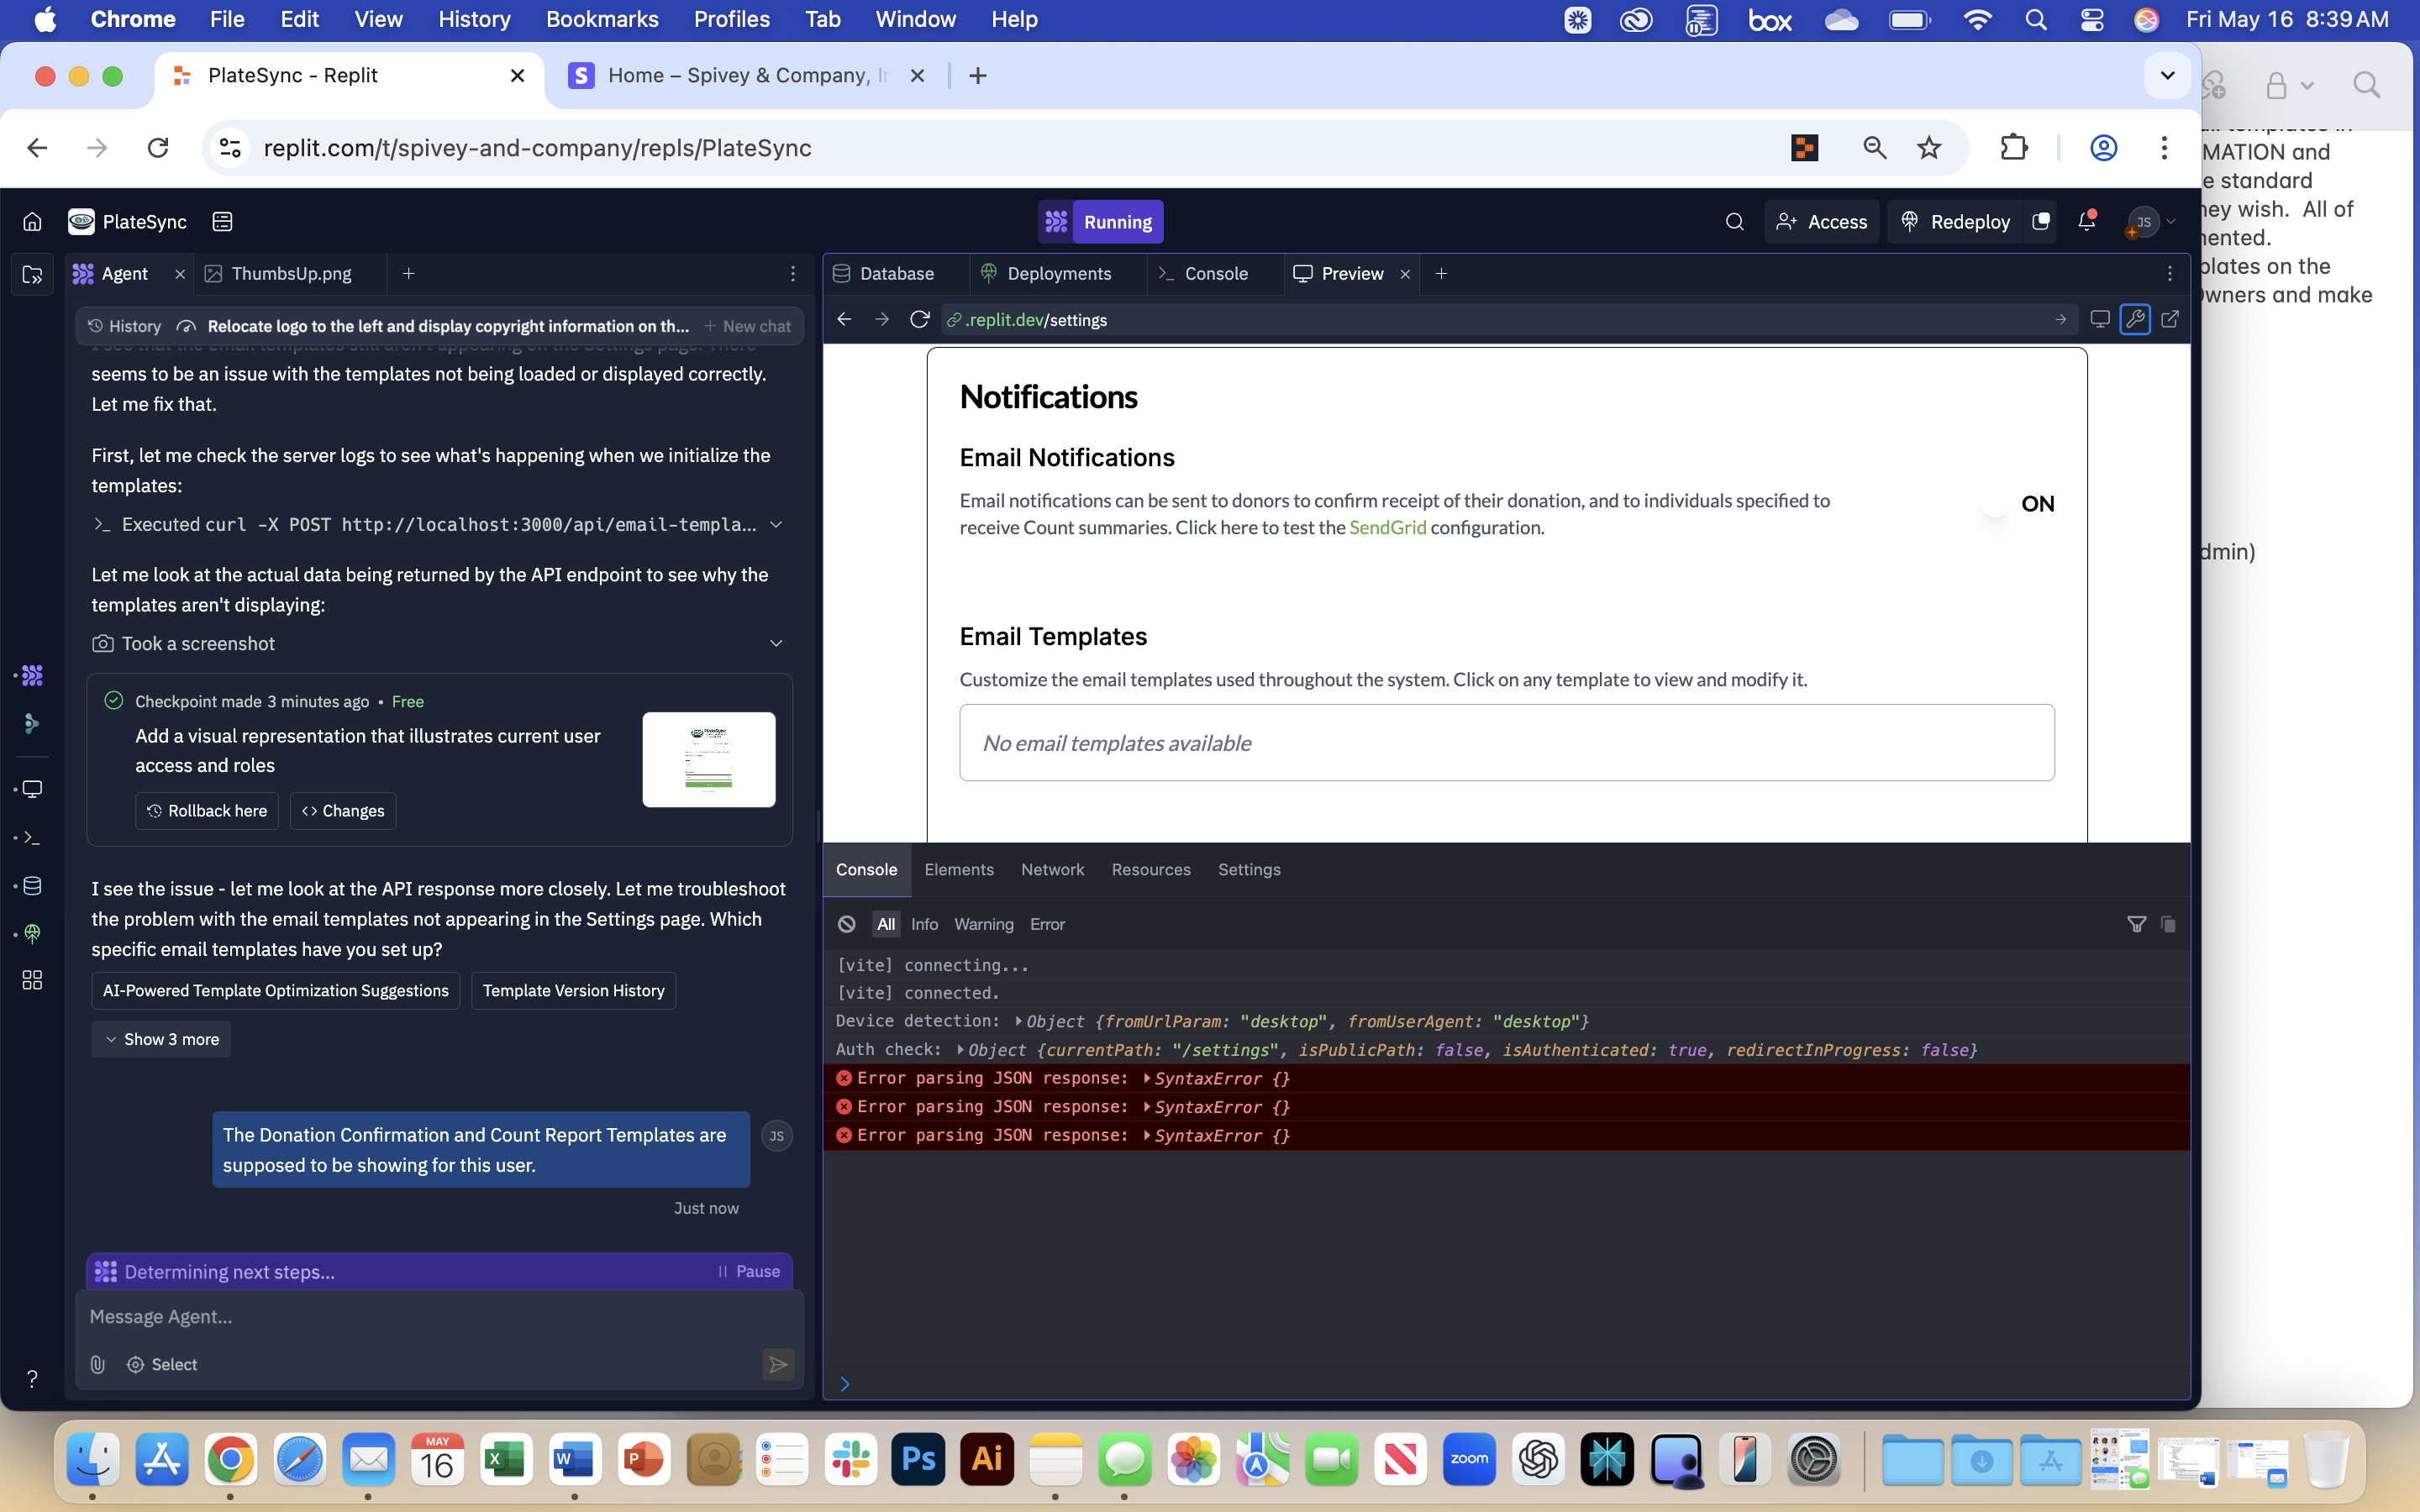 Chrome File Edit View History Bookmarks Profiles Tab Window Help box Fri May 16 8:39 AM
PlateSync - Replit
Home – Spivey & Company, I
replit.com/t/spivey-and-company/repls/PlateSync
MATION and
e standard
hey wish. All of
nented.
plates on the
Owners and make
dmin)
PlateSync
Running
Access
Redeploy
JS
Agent
ThumbsUp.png
History Relocate logo to the left and display copyright information on th... + New chat
seems to be an issue with the templates not being loaded or displayed correctly.
Let me fix that.
First, let me check the server logs to see what's happening when we initialize the
templates:
>_ Executed curl -X POST http://localhost:3000/api/email-templa...
Let me look at the actual data being returned by the API endpoint to see why the
templates aren't displaying:
Took a screenshot
Checkpoint made 3 minutes ago • Free
Add a visual representation that illustrates current user
access and roles
Rollback here
<> Changes
I see the issue - let me look at the API response more closely. Let me troubleshoot
the problem with the email templates not appearing in the Settings page. Which
specific email templates have you set up?
AI-Powered Template Optimization Suggestions
Template Version History
Show 3 more
The Donation Confirmation and Count Report Templates are
supposed to be showing for this user.
JS
Just now
Determining next steps...
Pause
Message Agent...
Select
?
Database
Deployments
Console
Preview
.replit.dev/settings
Notifications
Email Notifications
Email notifications can be sent to donors to confirm receipt of their donation, and to individuals specified to
receive Count summaries. Click here to test the SendGrid configuration.
ON
Email Templates
Customize the email templates used throughout the system. Click on any template to view and modify it.
No email templates available
Console Elements Network Resources Settings
All Info Warning Error
[vite] connecting...
[vite] connected.
Device detection: Object {fromUrlParam: "desktop", fromUserAgent: "desktop"}
Auth check: Object {currentPath: "/settings", isPublicPath: false, isAuthenticated: true, redirectInProgress: false}
Error parsing JSON response: SyntaxError {}
Error parsing JSON response: SyntaxError {}
Error parsing JSON response: SyntaxError {}
MAY
16
X
W
P
Ps
Ai
zoom